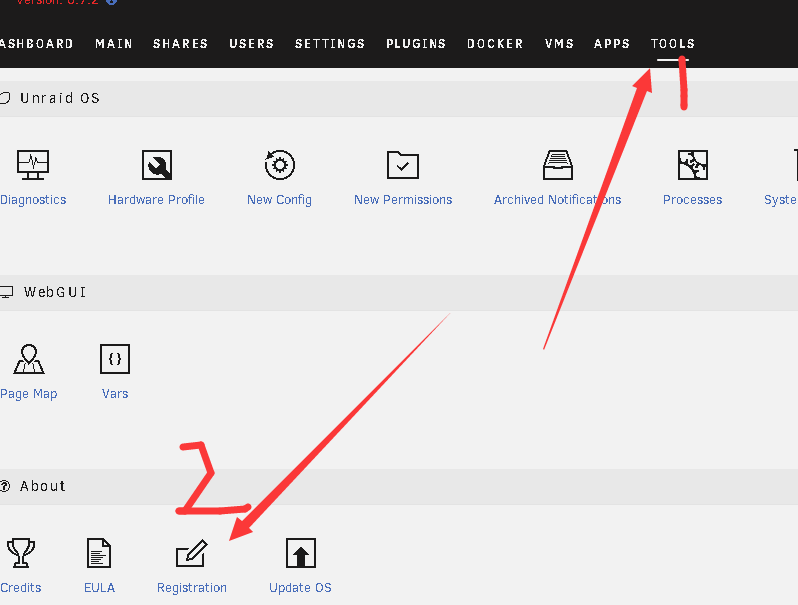 Version: 6.7.2
ASHBOARD MAIN SHARES USERS SETTINGS PLUGINS DOCKER VMS APPS TOOLS
1
Unraid OS
Diagnostics Hardware Profile New Config New Permissions Archived Notifications Processes Syste
WebGUI
Page Map Vars
2
About
Credits EULA Registration Update OS